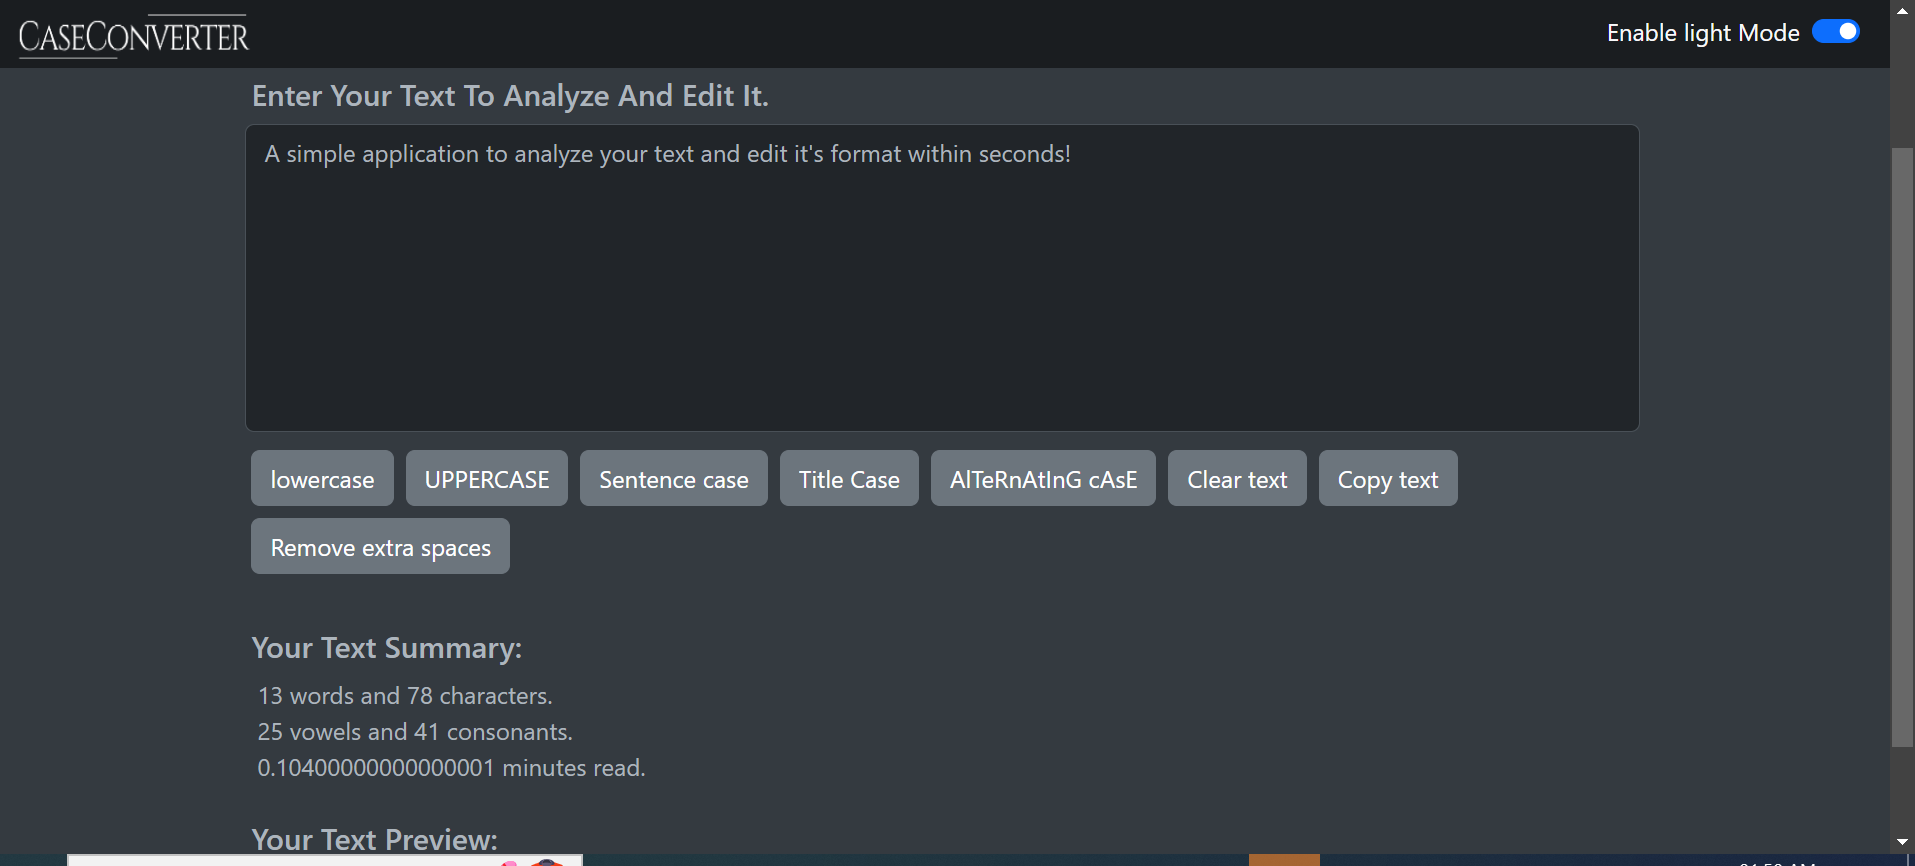 CASECONVERTER
Enable light Mode
Enter Your Text To Analyze And Edit It.
A simple application to analyze your text and edit it's format within seconds!
lowercase UPPERCASE Sentence case Title Case AlTeRnAtInG cAsE Clear text Copy text
Remove extra spaces
Your Text Summary:
13 words and 78 characters.
25 vowels and 41 consonants.
0.10400000000000001 minutes read.
Your Text Preview: